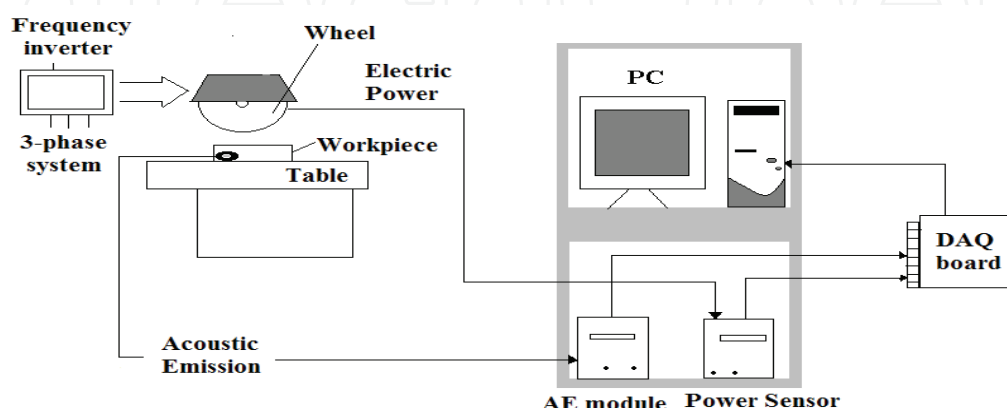 Frequency
inverter
Wheel
Electric
Power
PC
3-phase
system
Workpiece
Table
DAQ
board
Acoustic
Emission
AE module
Power Sensor